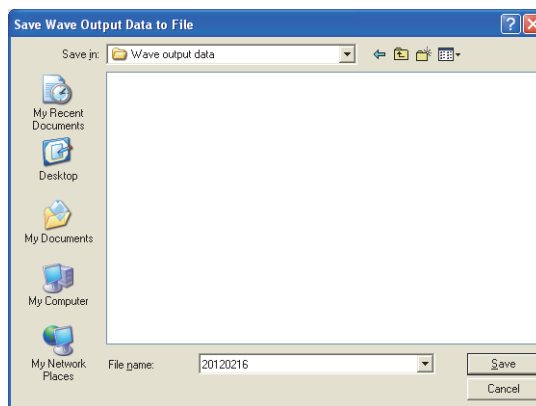 Save Wave Output Data to File
Save in:
Wave output data
My Recent
Documents
Desktop
My Documents
My Computer
My Network
Places
File name:
20120216
Save
Cancel